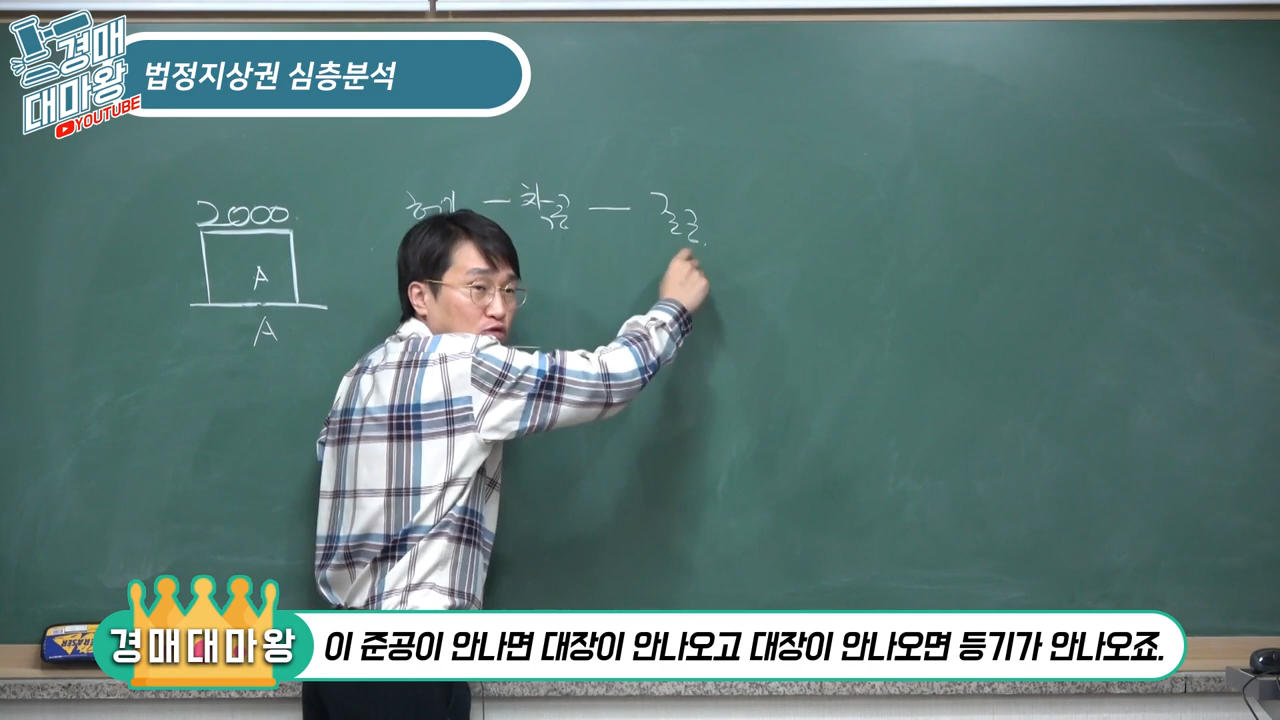 경매
대마왕
YOUTUBE
법정지상권 심층분석
2000
허가 — 착공 — 준공
A
A
경매대마왕
이 준공이 안나면 대장이 안나오고 대장이 안나오면 등기가 안나오죠.